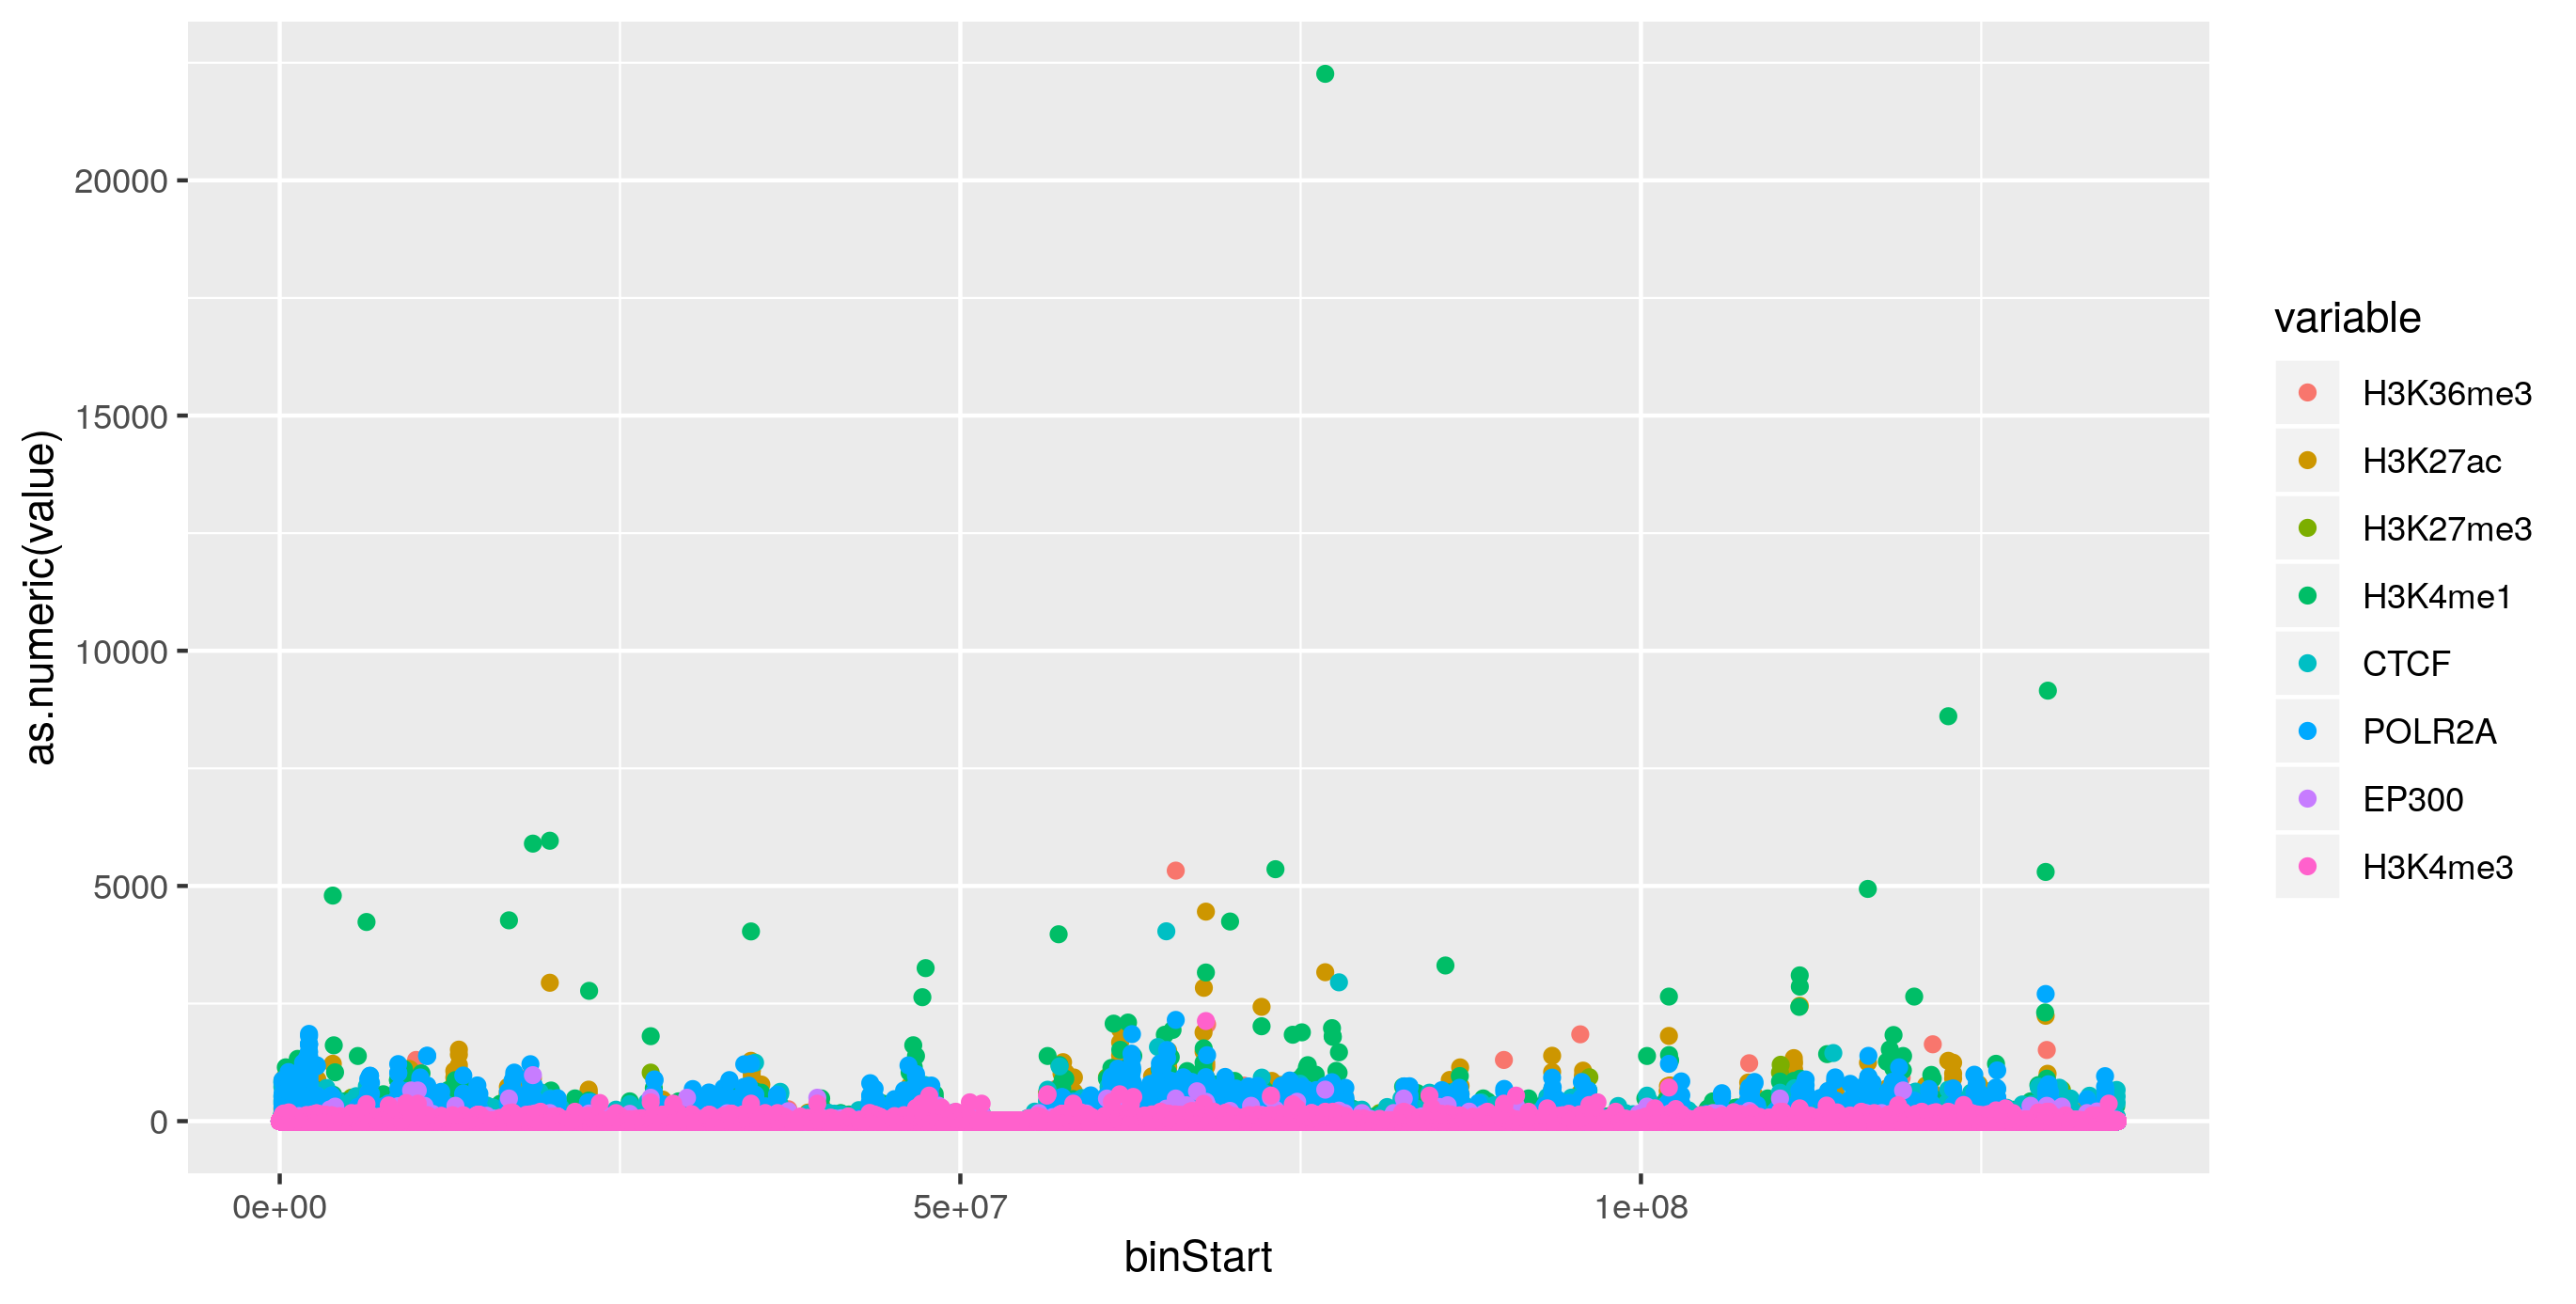 as.numeric(value)
20000
15000
10000
5000
0
0e+00
5e+07
1e+08
binStart
variable
H3K36me3
H3K27ac
H3K27me3
H3K4me1
CTCF
POLR2A
EP300
H3K4me3